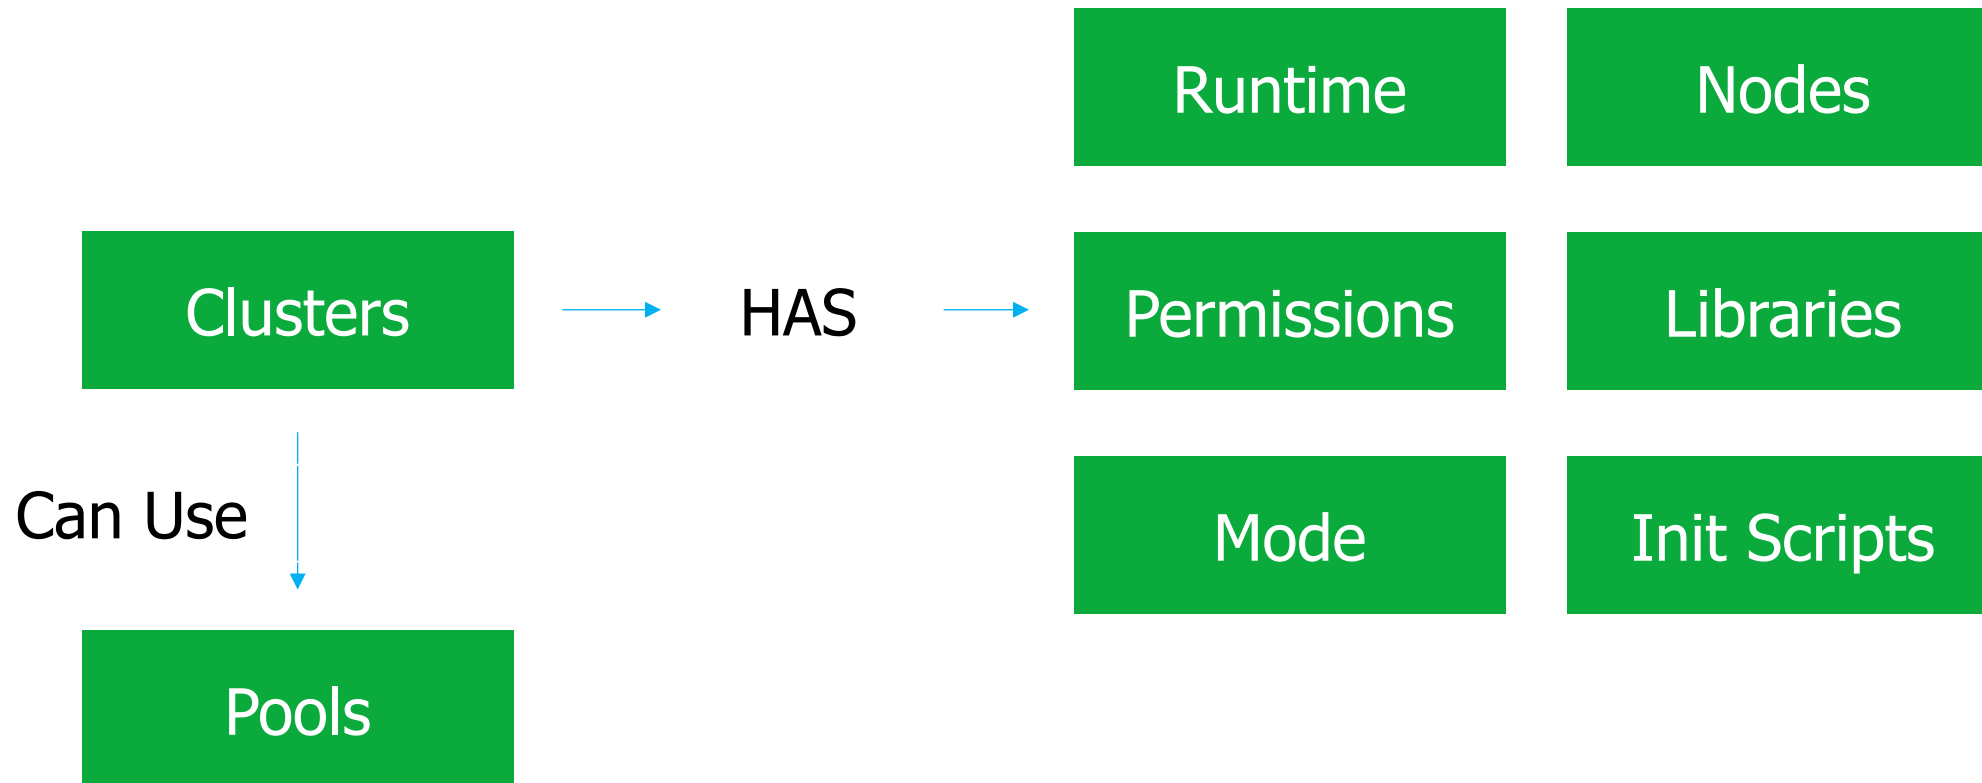 Runtime
Nodes
Clusters
HAS
Permissions
Libraries
Can Use
Mode
Init Scripts
Pools